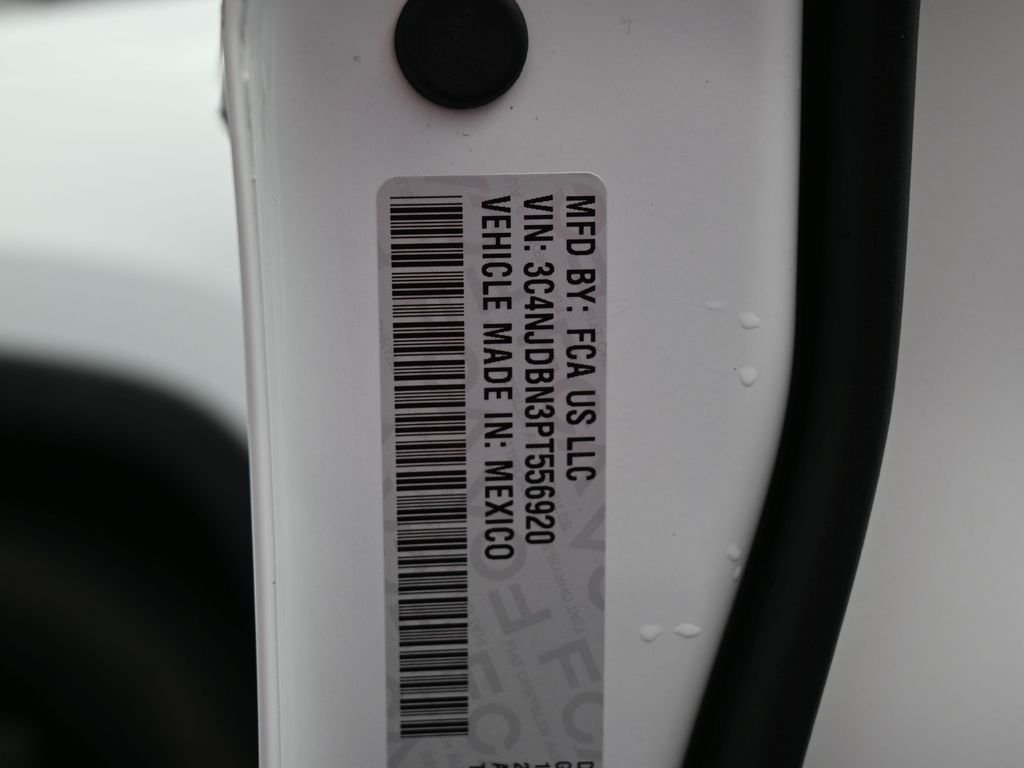 MFD BY: FCA US LLC
VIN: 3C4NJDBN3PT556920
VEHICLE MADE IN: MEXICO